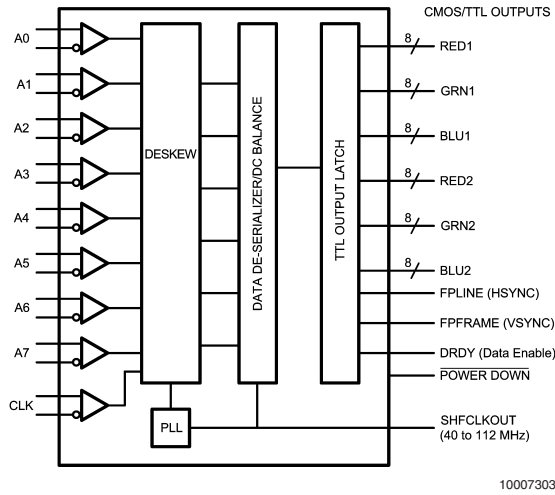 CMOS/TTL OUTPUTS
A0
A1
A2
A3
A4
A5
A6
A7
CLK
DESKEW
PLL
DATA DE-SERIALIZER/DC BALANCE
TTL OUTPUT LATCH
8
RED1
8
GRN1
8
BLU1
8
RED2
8
GRN2
8
BLU2
FPLINE (HSYNC)
FPFRAME (VSYNC)
DRDY (Data Enable)
POWER DOWN
SHFCLKOUT
(40 to 112 MHz)
10007303